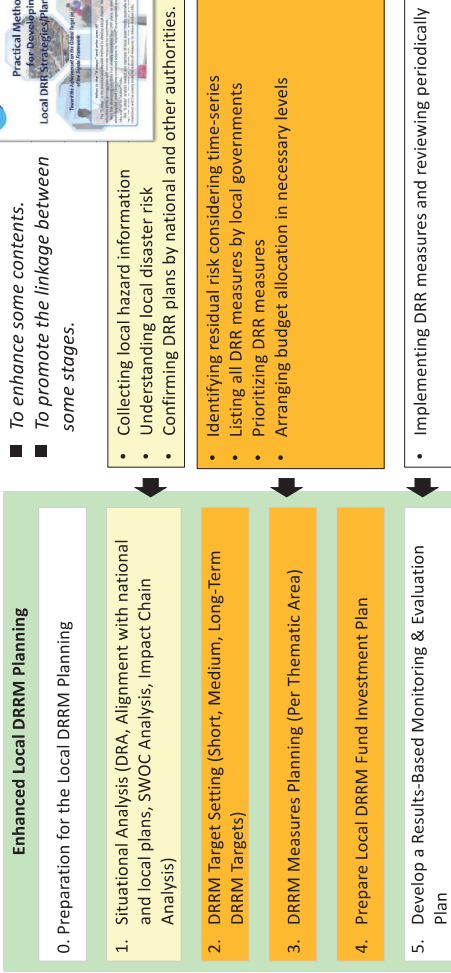 Enhanced Local DRRM Planning
0. Preparation for the Local DRRM Planning
1. Situational Analysis (DRA, Alignment with national
and local plans, SWOC Analysis, Impact Chain
Analysis)
2. DRRM Target Setting (Short, Medium, Long-Term
DRRM Targets)
3. DRRM Measures Planning (Per Thematic Area)
4. Prepare Local DRRM Fund Investment Plan
5. Develop a Results-Based Monitoring & Evaluation
Plan
■ To enhance some contents.
■ To promote the linkage between
some stages.
• Collecting local hazard information
• Understanding local disaster risk
• Confirming DRR plans by national and other authorities.
• Identifying residual risk considering time-series
• Listing all DRR measures by local governments
• Prioritizing DRR measures
• Arranging budget allocation in necessary levels
• Implementing DRR measures and reviewing periodically
Practical Metho
for Developin
Local DRR Strategies/Plan